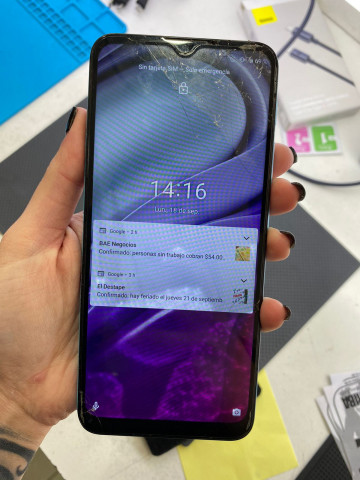 Sin tarjeta SIM — Solo emergencia
14:16
Lun., 18 de sep.
Google • 2 h
BAE Negocios
Confirmado: personas sin trabajo cobran $54.00..
Google • 3 h
El Destape
Confirmado: hay feriado el jueves 21 de septiemb..